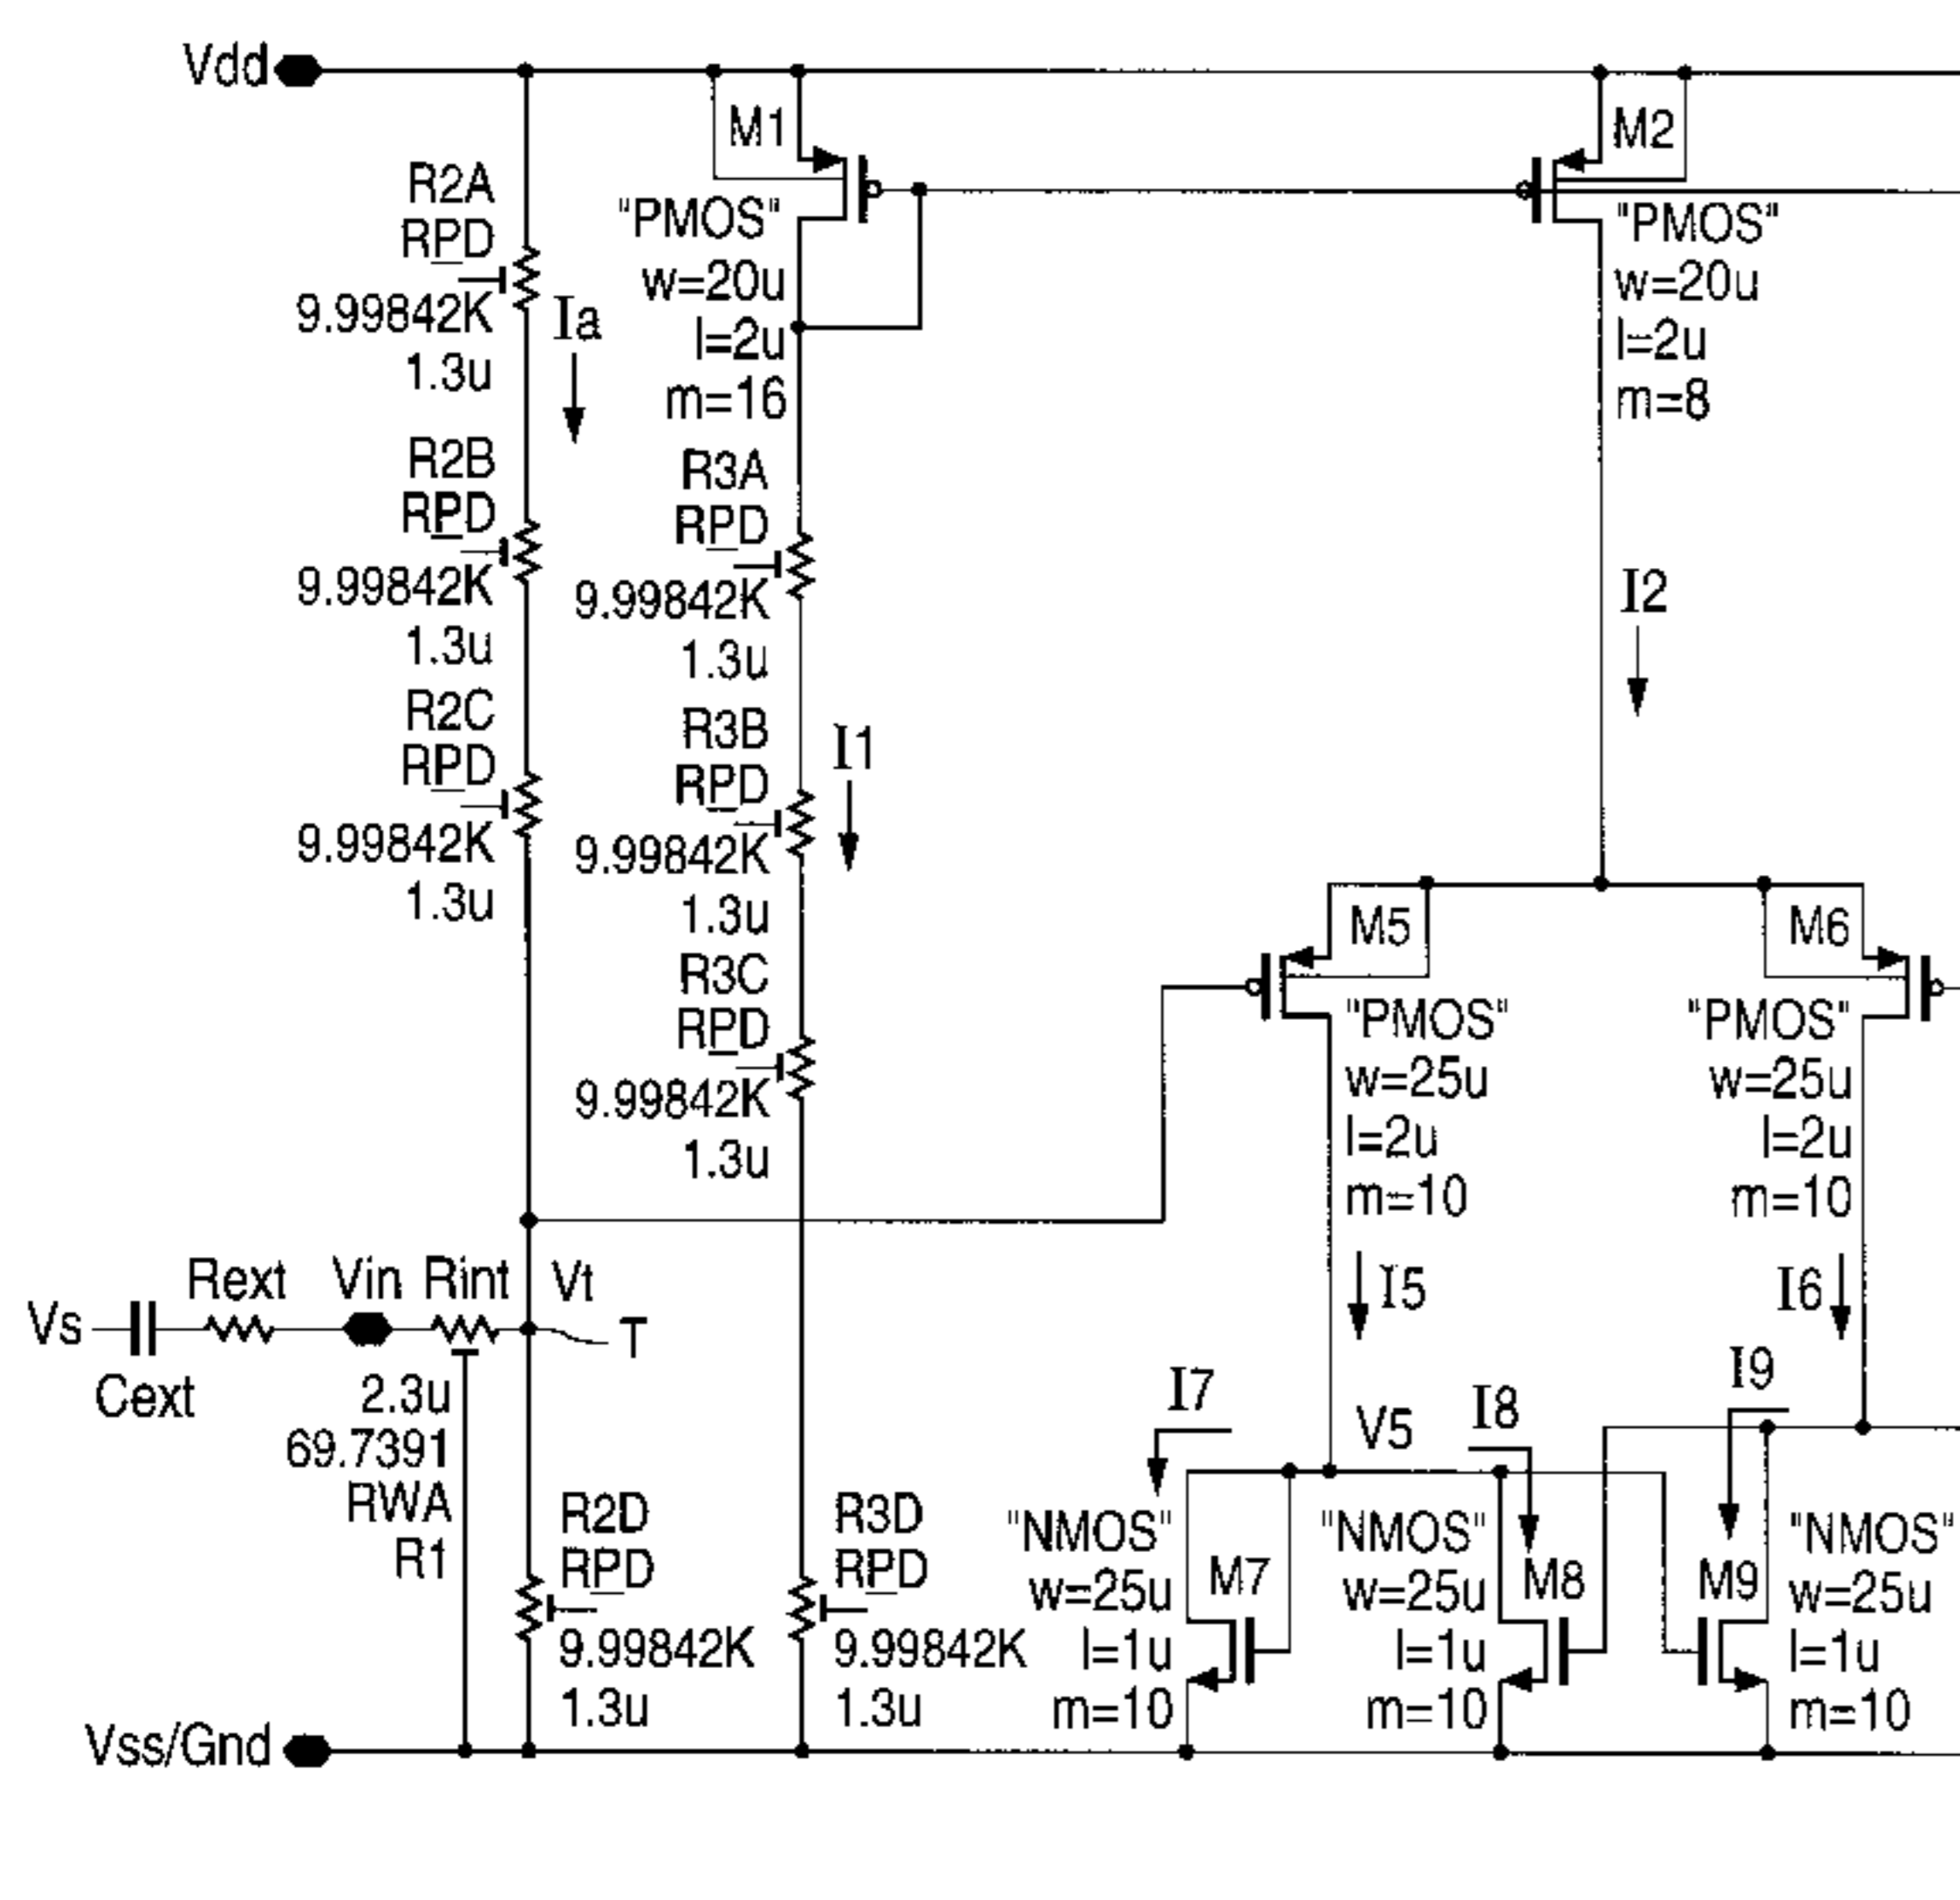 Vdd
M1
M2
R2A
RPD
9.99842K
1.3u
Ia
"PMOS"
w=20u
l=2u
m=16
"PMOS"
w=20u
l=2u
m=8
R2B
RPD
9.99842K
1.3u
R3A
RPD
9.99842K
1.3u
I2
R2C
RPD
9.99842K
1.3u
R3B
RPD
9.99842K
1.3u
I1
R3C
RPD
9.99842K
1.3u
M5
"PMOS"
w=25u
l=2u
m=10
M6
"PMOS"
w=25u
l=2u
m=10
Vs
Cext
Rext
Vin
Rint
Vt
T
2.3u
69.7391
RWA
R1
I5
I6
I7
V5
I8
I9
R2D
RPD
9.99842K
1.3u
R3D
RPD
9.99842K
1.3u
"NMOS"
M7
w=25u
l=1u
m=10
"NMOS"
M8
w=25u
l=1u
m=10
M9
"NMOS"
w=25u
l=1u
m=10
Vss/Gnd